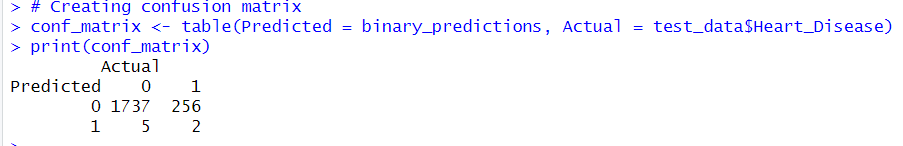 > # Creating confusion matrix
> conf_matrix <- table(Predicted = binary_predictions, Actual = test_data$Heart_Disease)
> print(conf_matrix)
         Actual
Predicted    0    1
        0 1737  256
        1    5    2
>